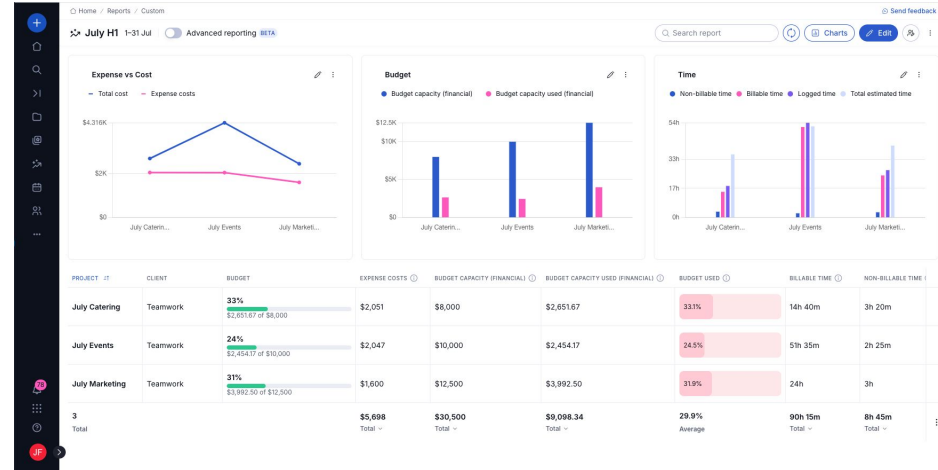 Home / Reports / Custom
Send feedback
July H1 1–31 Jul Advanced reporting BETA
Search report
Charts
Edit
Expense vs Cost
Total cost Expense costs
$4.316K
$2K
$0
July Caterin... July Events July Marketi...
Budget
Budget capacity (financial) Budget capacity used (financial)
$12.5K
$10K
$5K
$0
July Caterin... July Events July Marketi...
Time
Non-billable time Billable time Logged time Total estimated time
54h
33h
17h
0h
July Caterin... July Events July Marketi...
PROJECT CLIENT BUDGET EXPENSE COSTS BUDGET CAPACITY (FINANCIAL) BUDGET CAPACITY USED (FINANCIAL) BUDGET USED BILLABLE TIME NON-BILLABLE TIME
July Catering Teamwork 33% $2,051 $8,000 $2,651.67 33.1% 14h 40m 3h 20m
$2,651.67 of $8,000
July Events Teamwork 24% $2,047 $10,000 $2,454.17 24.5% 51h 35m 2h 25m
$2,454.17 of $10,000
July Marketing Teamwork 31% $1,600 $12,500 $3,992.50 31.9% 24h 3h
$3,992.50 of $12,500
3 $5,698 $30,500 $9,098.34 29.9% 90h 15m 8h 45m
Total Total Total Total Average Total Total
78
JF